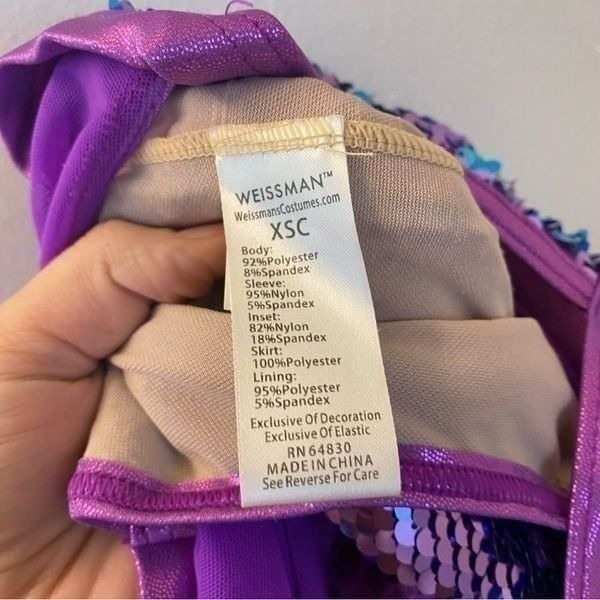 WEISSMAN™
WeissmansCostumes.com
XSC
Body:
92%Polyester
8%Spandex
Sleeve:
95%Nylon
5%Spandex
Inset:
82%Nylon
18%Spandex
Skirt:
100%Polyester
Lining:
95%Polyester
5%Spandex
Exclusive Of Decoration
Exclusive Of Elastic
RN 64830
MADE IN CHINA
See Reverse For Care